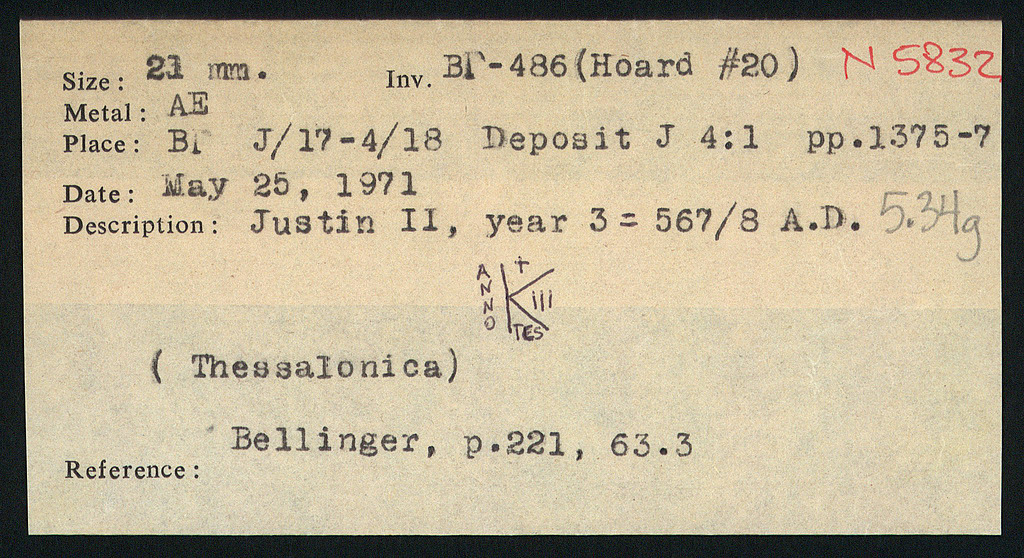 Size: 21 mm. Inv. BΓ-486(Hoard #20) N 5832
Metal: AE
Place: BΓ J/17-4/18 Deposit J 4:1 pp.1375-7
Date: May 25, 1971
Description: Justin II, year 3 = 567/8 A.D. 5.34g
ANNO † K iii
TES
( Thessalonica)
Bellinger, p.221, 63.3
Reference: